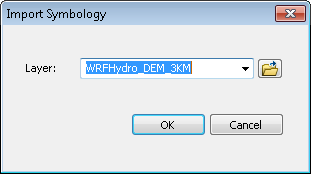 Import Symbology
Layer: WRFHydro_DEM_3KM
OK Cancel